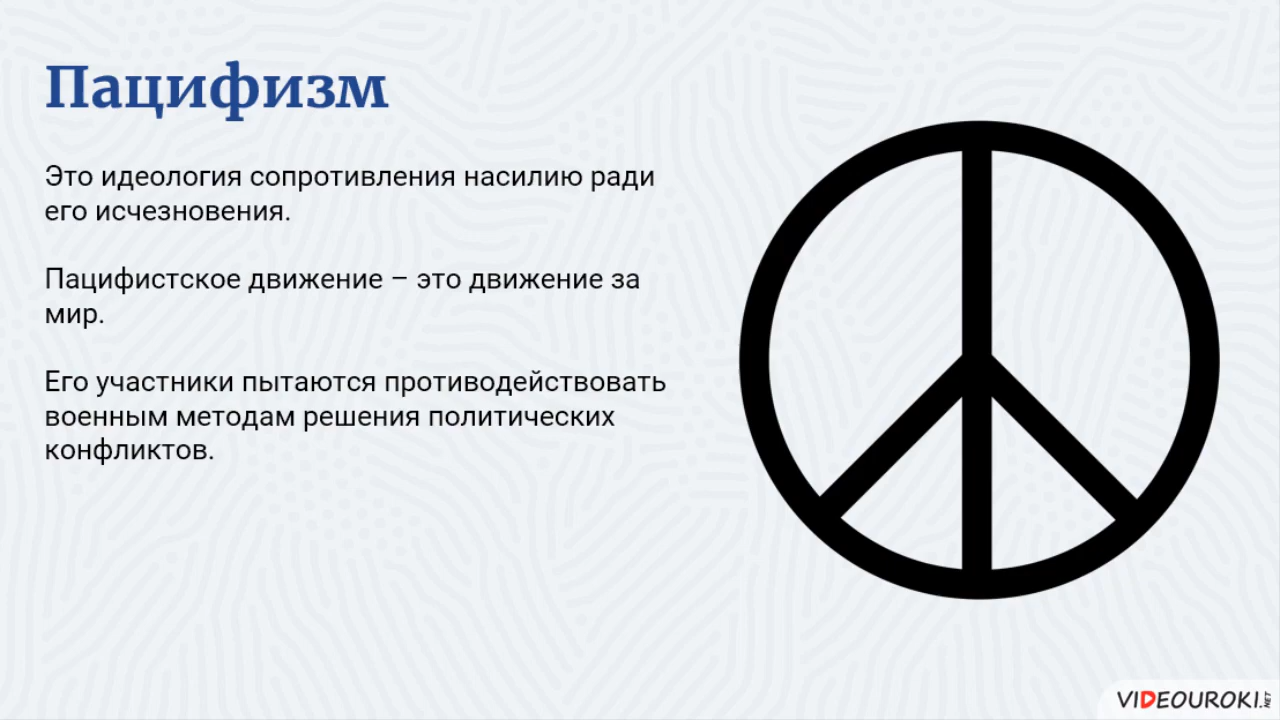 Пацифизм
Это идеология сопротивления насилию ради
его исчезновения.
Пацифистское движение – это движение за
мир.
Его участники пытаются противодействовать
военным методам решения политических
конфликтов.
VIDEOUROKI.NET